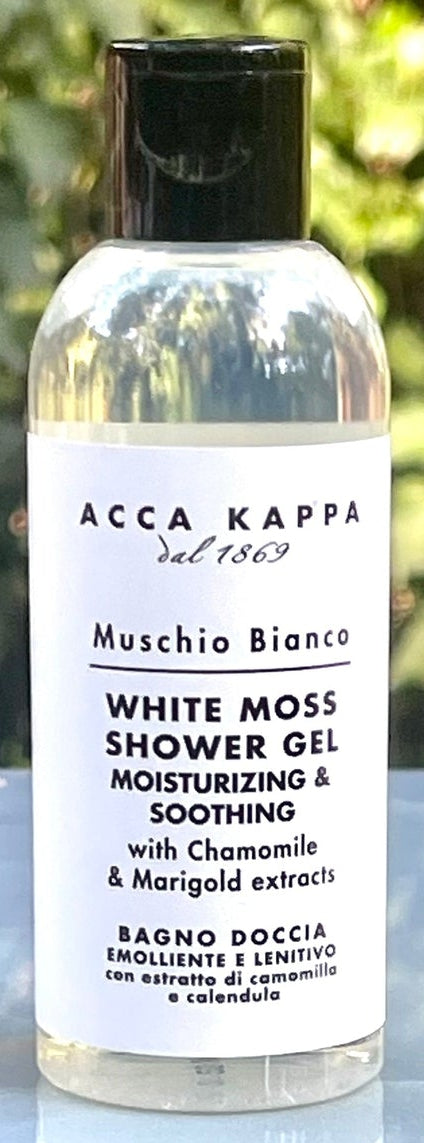 ACCA KAPPA
dal 1869
Muschio Bianco
WHITE MOSS
SHOWER GEL
MOISTURIZING &
SOOTHING
with Chamomile
& Marigold extracts
BAGNO DOCCIA
EMOLLIENTE E LENITIVO
con estratto di camomilla
e calendula